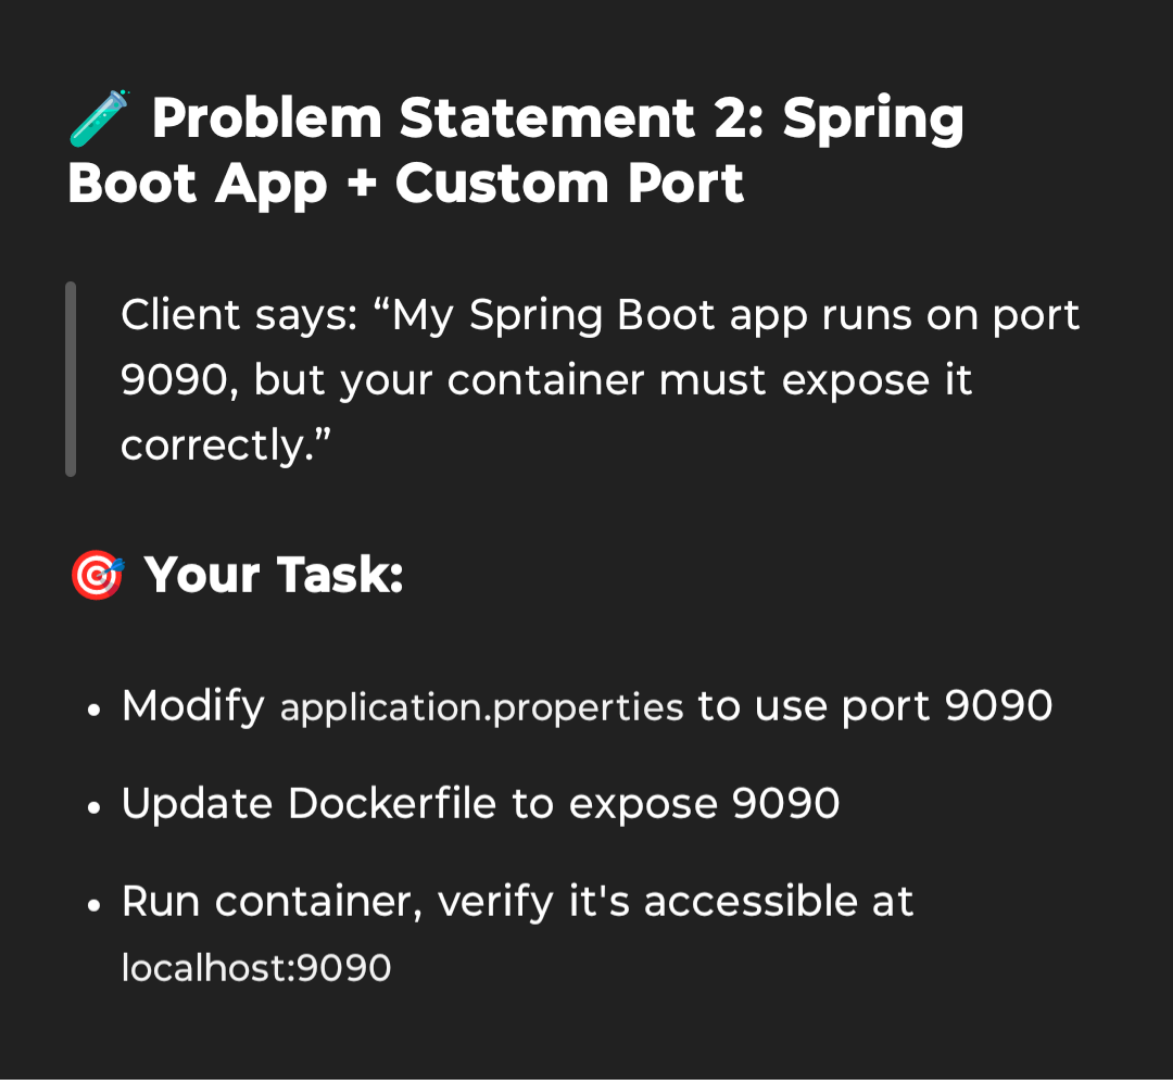 🧪 Problem Statement 2: Spring
Boot App + Custom Port
Client says: “My Spring Boot app runs on port
9090, but your container must expose it
correctly.”
🎯 Your Task:
• Modify application.properties to use port 9090
• Update Dockerfile to expose 9090
• Run container, verify it's accessible at
localhost:9090